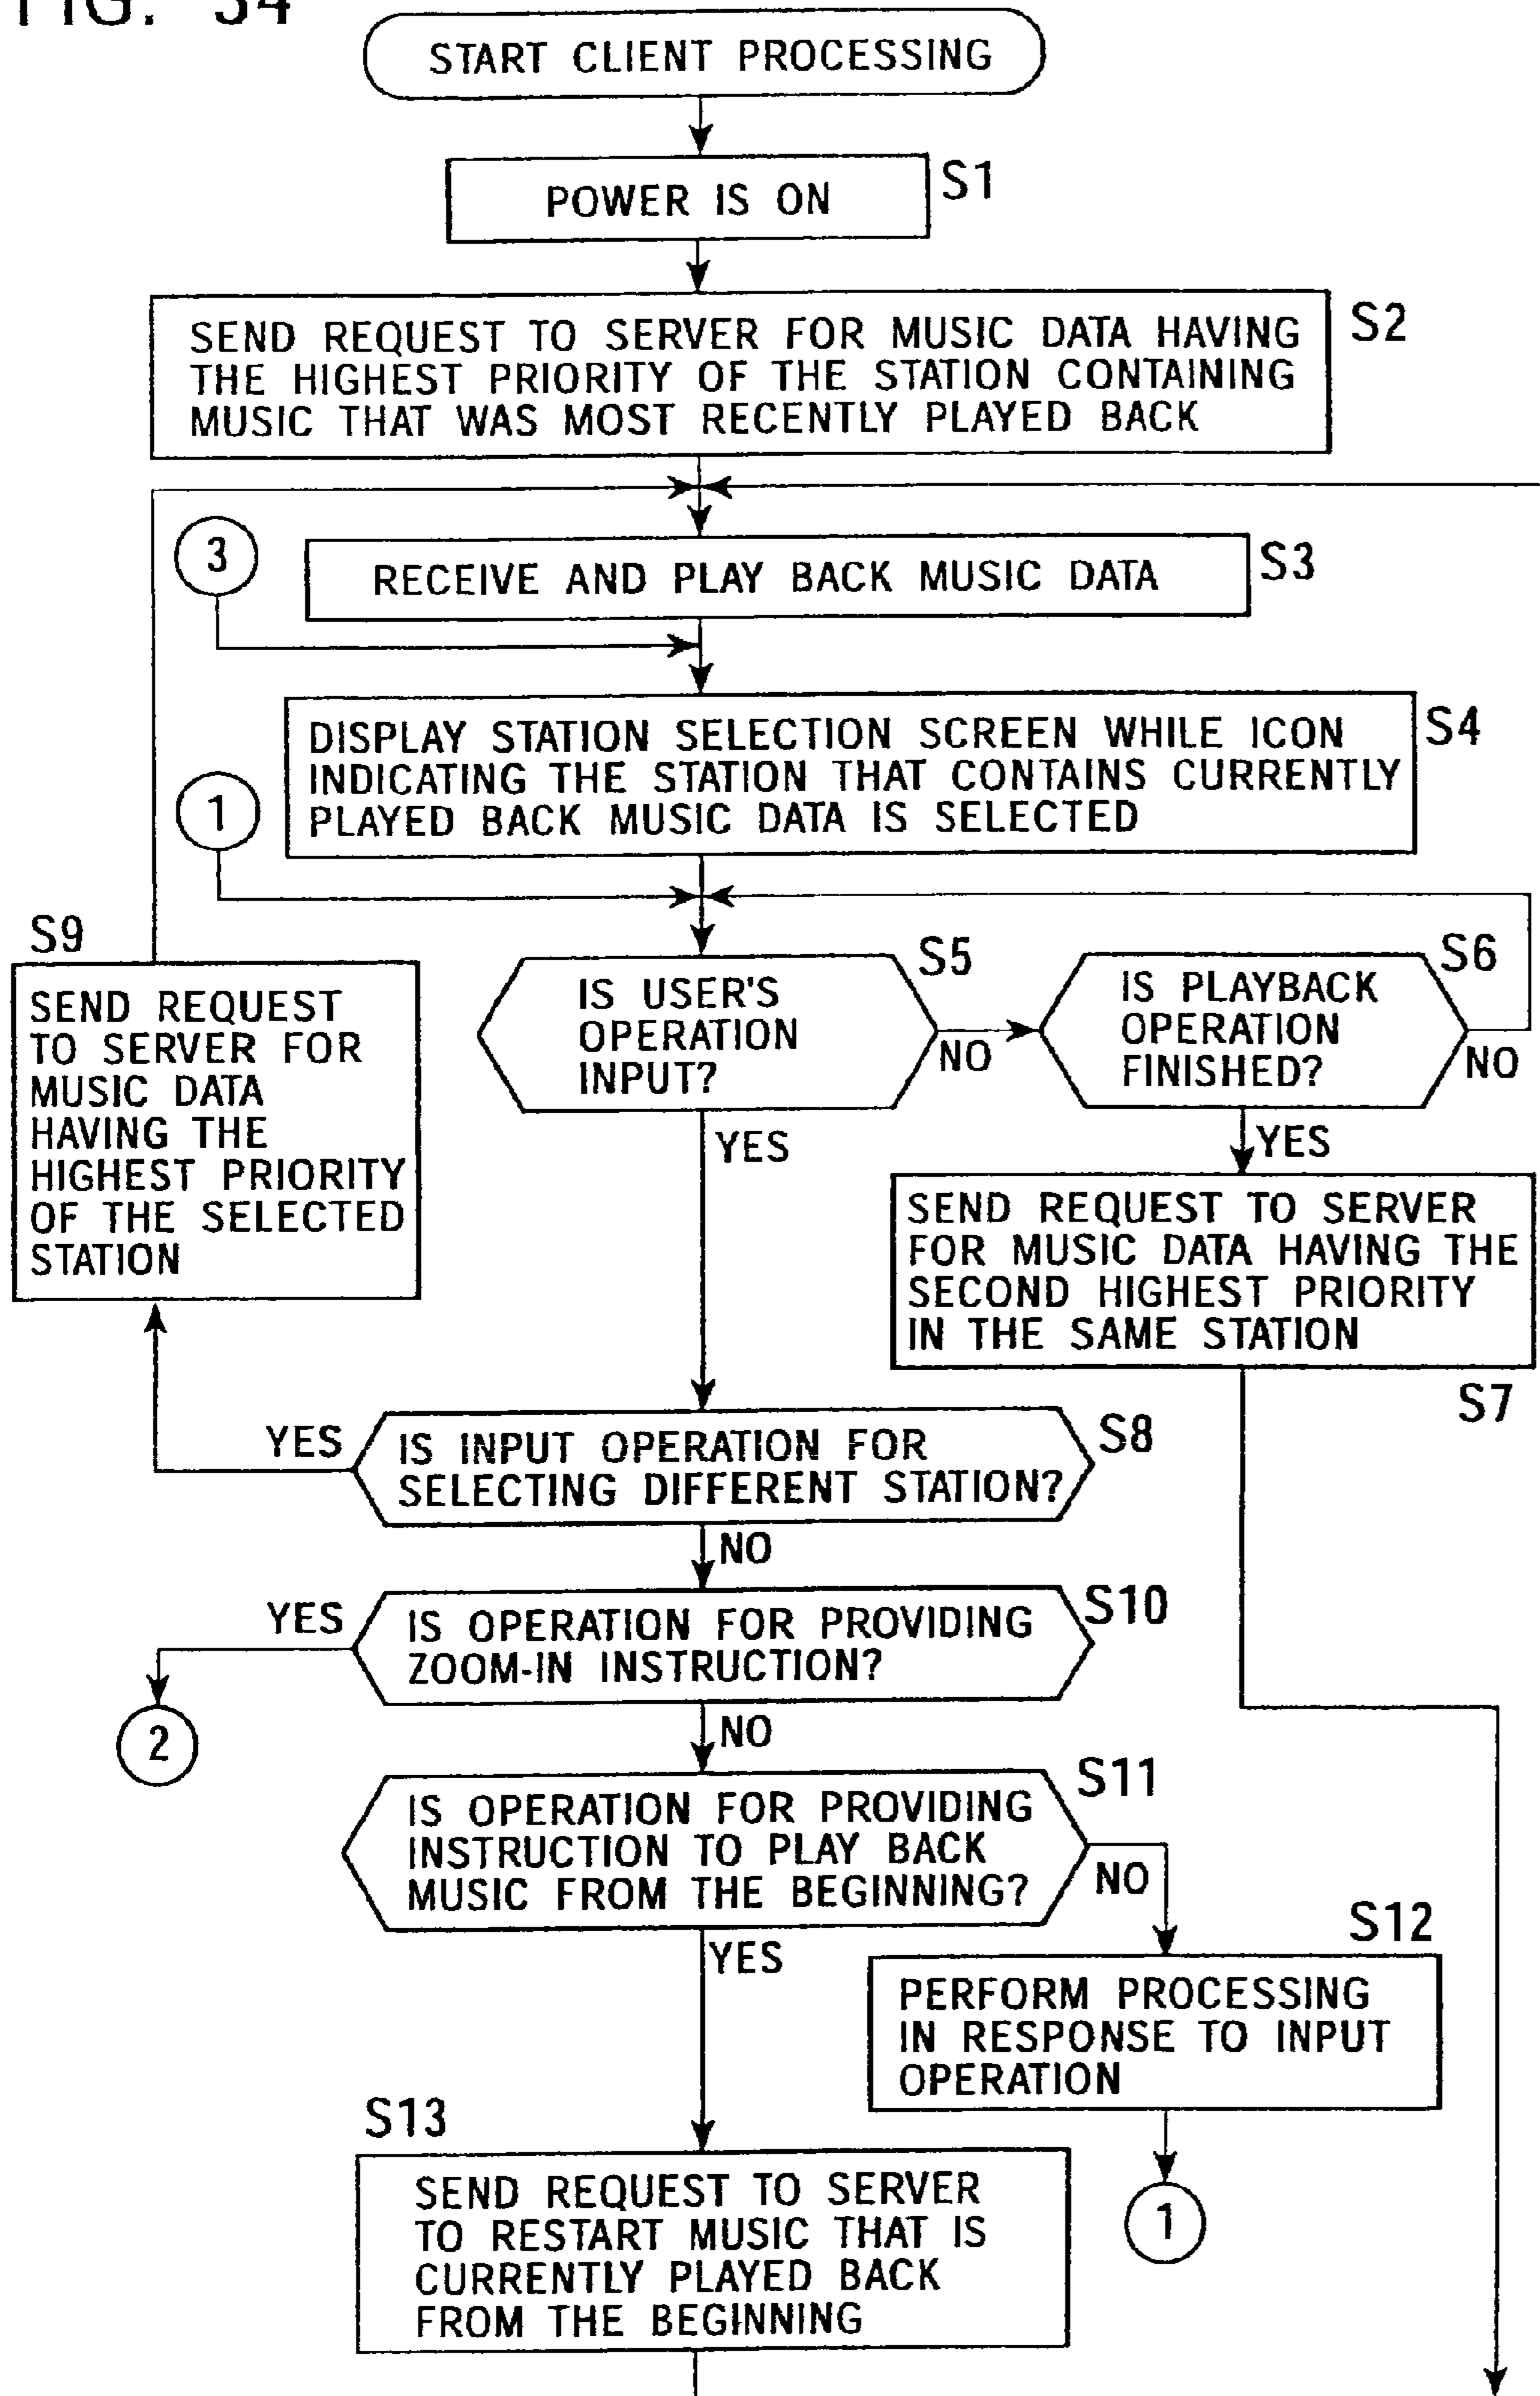 FIG. 34
START CLIENT PROCESSING
POWER IS ON
S1
SEND REQUEST TO SERVER FOR MUSIC DATA HAVING
THE HIGHEST PRIORITY OF THE STATION CONTAINING
MUSIC THAT WAS MOST RECENTLY PLAYED BACK
S2
3
RECEIVE AND PLAY BACK MUSIC DATA
S3
DISPLAY STATION SELECTION SCREEN WHILE ICON
INDICATING THE STATION THAT CONTAINS CURRENTLY
PLAYED BACK MUSIC DATA IS SELECTED
S4
1
S9
SEND REQUEST
TO SERVER FOR
MUSIC DATA
HAVING THE
HIGHEST PRIORITY
OF THE SELECTED
STATION
IS USER'S
OPERATION
INPUT?
S5
NO
YES
IS PLAYBACK
OPERATION
FINISHED?
S6
NO
YES
SEND REQUEST TO SERVER
FOR MUSIC DATA HAVING THE
SECOND HIGHEST PRIORITY
IN THE SAME STATION
S7
YES
IS INPUT OPERATION FOR
SELECTING DIFFERENT STATION?
S8
NO
YES
IS OPERATION FOR PROVIDING
ZOOM-IN INSTRUCTION?
S10
2
NO
IS OPERATION FOR PROVIDING
INSTRUCTION TO PLAY BACK
MUSIC FROM THE BEGINNING?
S11
NO
YES
S12
PERFORM PROCESSING
IN RESPONSE TO INPUT
OPERATION
1
S13
SEND REQUEST TO SERVER
TO RESTART MUSIC THAT IS
CURRENTLY PLAYED BACK
FROM THE BEGINNING